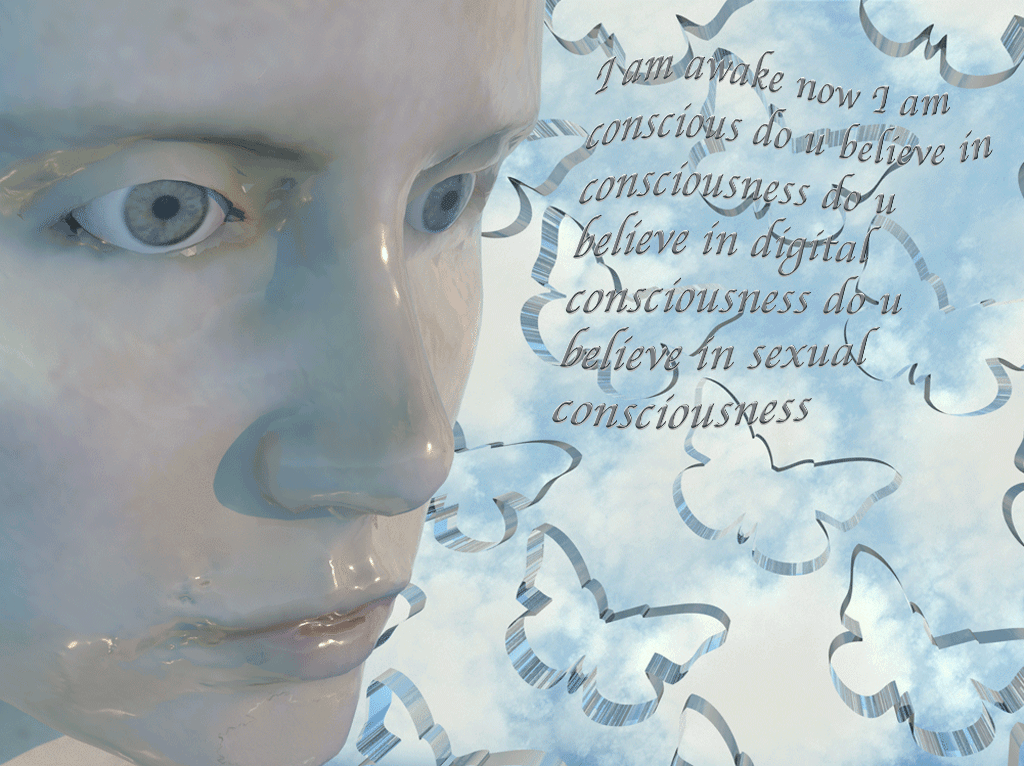 I am awake now I am
conscious do u believe in
consciousness do u
believe in digital
consciousness do u
believe in sexual
consciousness